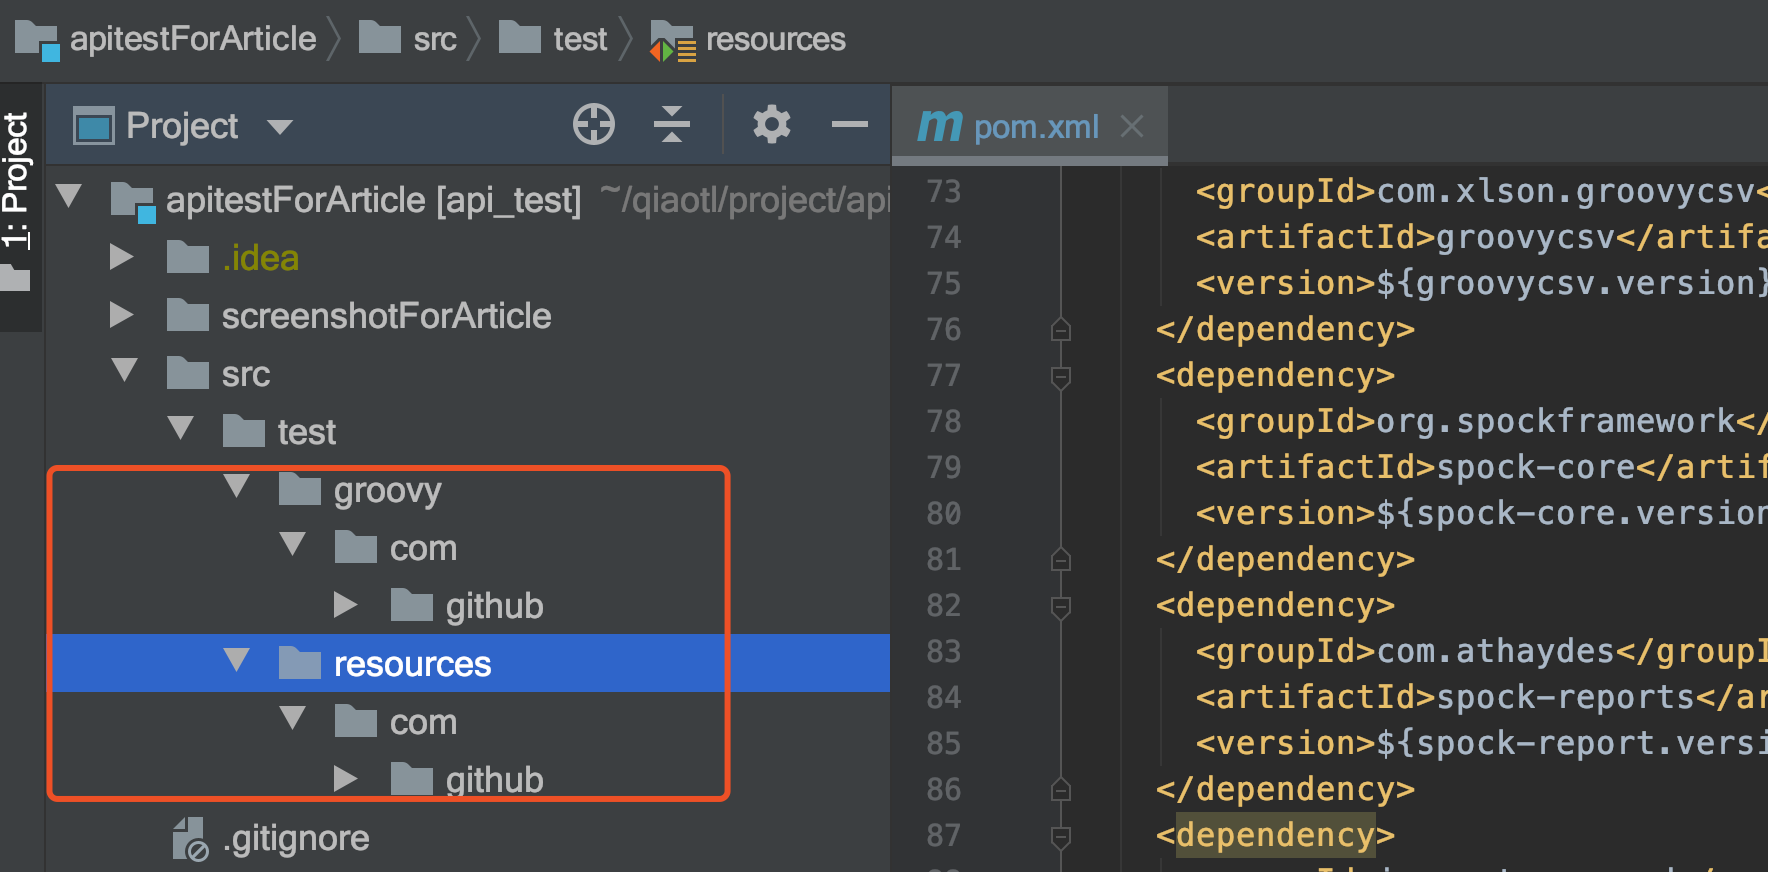 apitestForArticle src test resources
1: Project
Project
pom.xml
apitestForArticle [api_test] ~/qiaotl/project/api
.idea
screenshotForArticle
src
test
groovy
com
github
resources
com
github
.gitignore
73 <groupId>com.xlson.groovycsv<
74 <artifactId>groovycsv</artifa
75 <version>${groovycsv.version}
76 </dependency>
77 <dependency>
78 <groupId>org.spockframework</
79 <artifactId>spock-core</artif
80 <version>${spock-core.version
81 </dependency>
82 <dependency>
83 <groupId>com.athaydes</groupI
84 <artifactId>spock-reports</ar
85 <version>${spock-report.versi
86 </dependency>
87 <dependency>